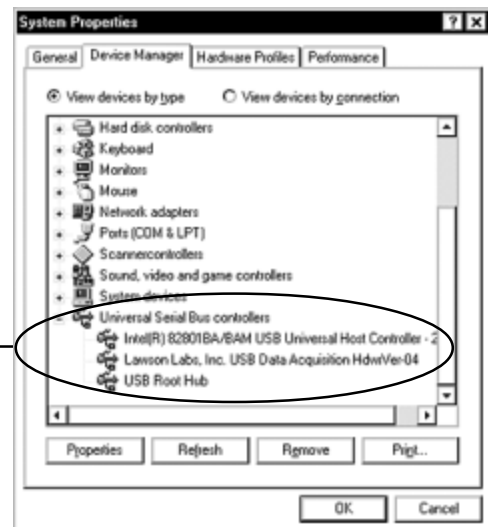 System Properties
General Device Manager Hardware Profiles Performance
View devices by type View devices by connection
Hard disk controllers
Keyboard
Monitors
Mouse
Network adapters
Ports (COM & LPT)
Scannercontrollers
Sound, video and game controllers
System devices
Universal Serial Bus controllers
Intel(R) 82801BA/BAM USB Universal Host Controller - 2
Lawson Labs, Inc. USB Data Acquisition HdwrVer-04
USB Root Hub
Properties Refresh Remove Print...
OK Cancel